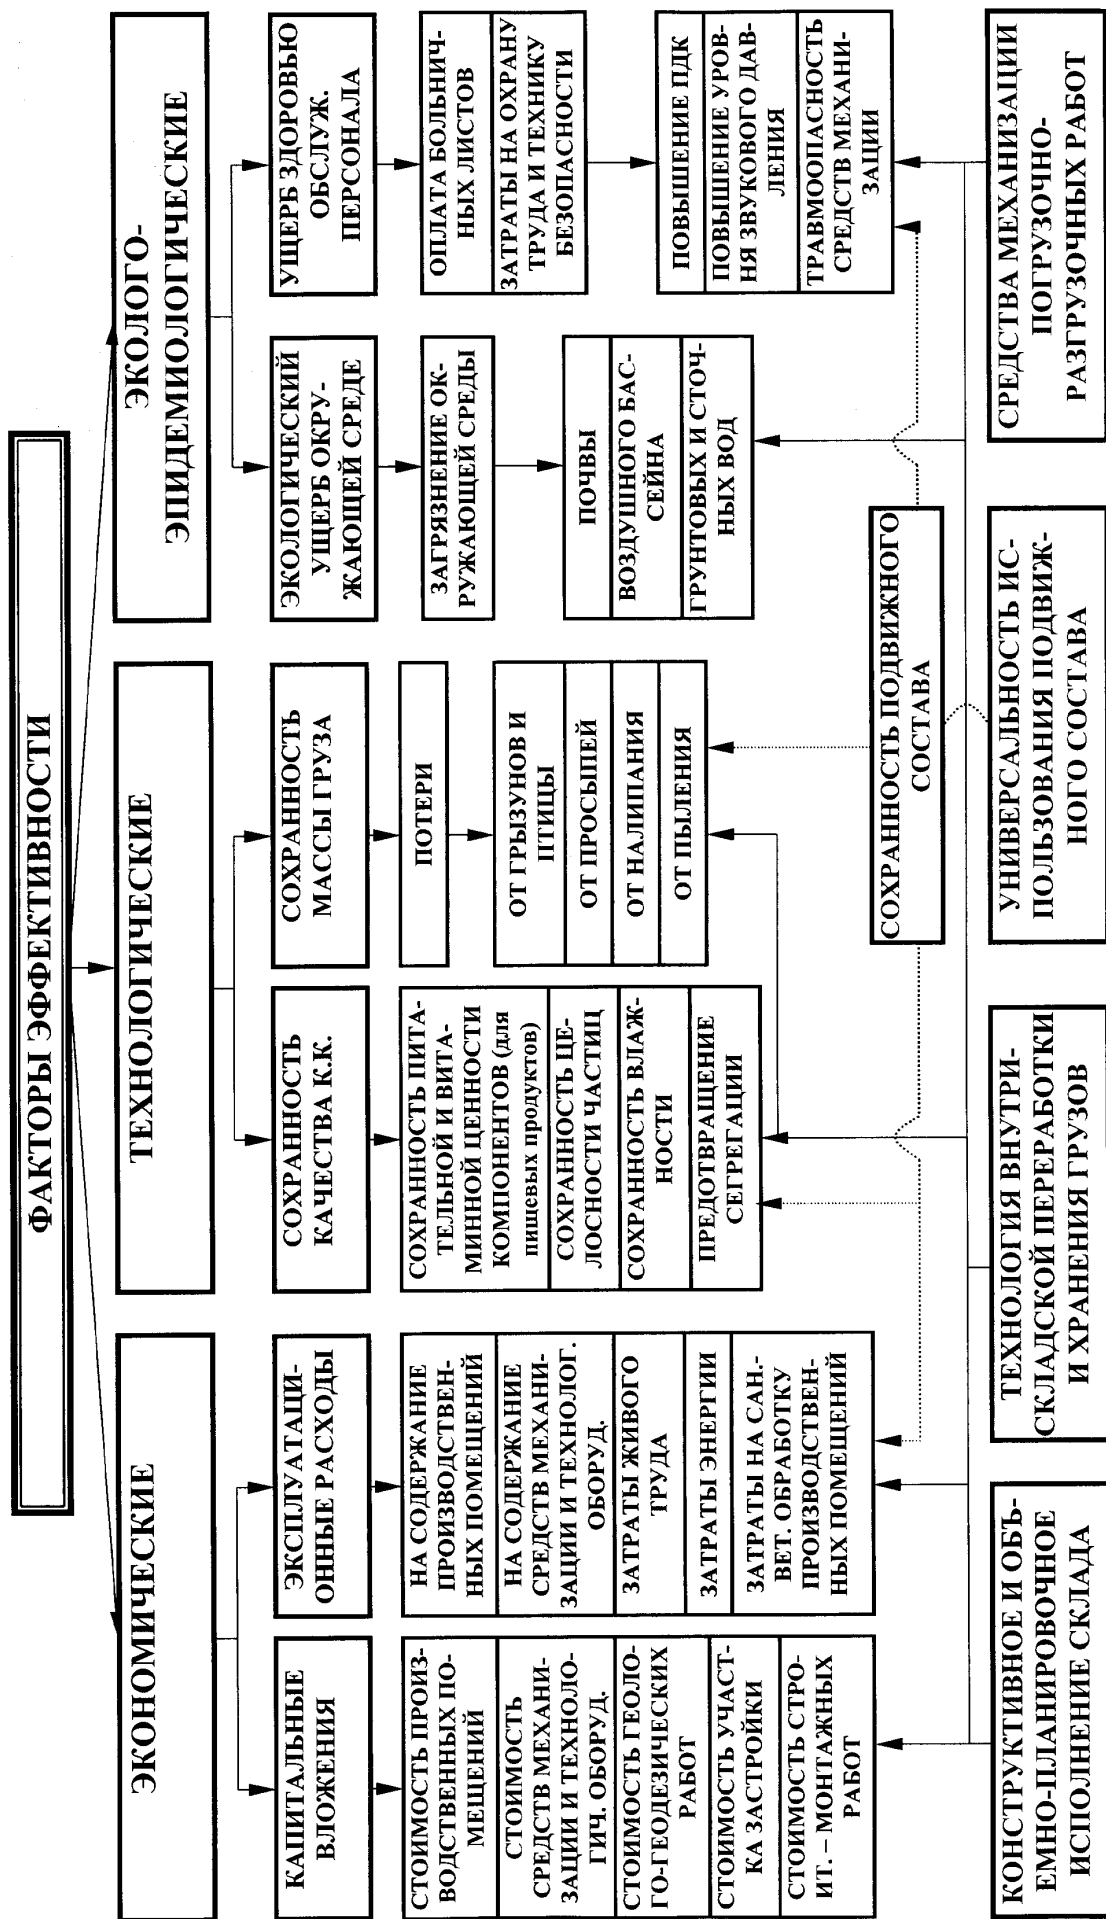 ФАКТОРЫ ЭФФЕКТИВНОСТИ
ЭКОНОМИЧЕСКИЕ
ТЕХНОЛОГИЧЕСКИЕ
ЭКОЛОГО-
ЭПИДЕМИОЛОГИЧЕСКИЕ
КАПИТАЛЬНЫЕ
ВЛОЖЕНИЯ
ЭКСПЛУАТАЦИ-
ОННЫЕ РАСХОДЫ
СОХРАННОСТЬ
КАЧЕСТВА К.К.
СОХРАННОСТЬ
МАССЫ ГРУЗА
ЭКОЛОГИЧЕСКИЙ
УЩЕРБ ОКРУ-
ЖАЮЩЕЙ СРЕДЕ
УЩЕРБ ЗДОРОВЬЮ
ОБСЛУЖ.
ПЕРСОНАЛА
СТОИМОСТЬ ПРОИЗ-
ВОДСТВЕННЫХ ПО-
МЕЩЕНИЙ
СТОИМОСТЬ
СРЕДСТВ МЕХАНИ-
ЗАЦИИ И ТЕХНОЛО-
ГИЧ. ОБОРУД.
СТОИМОСТЬ ГЕОЛО-
ГО-ГЕОДЕЗИЧЕСКИХ
РАБОТ
СТОИМОСТЬ УЧАСТ-
КА ЗАСТРОЙКИ
СТОИМОСТЬ СТРО-
ИТ. – МОНТАЖНЫХ
РАБОТ
НА СОДЕРЖАНИЕ
ПРОИЗВОДСТВЕН-
НЫХ ПОМЕЩЕНИЙ
НА СОДЕРЖАНИЕ
СРЕДСТВ МЕХАНИ-
ЗАЦИИ И ТЕХНОЛОГ.
ОБОРУД.
ЗАТРАТЫ ЖИВОГО
ТРУДА
ЗАТРАТЫ ЭНЕРГИИ
ЗАТРАТЫ НА САН.-
ВЕТ. ОБРАБОТКУ
ПРОИЗВОДСТВЕН-
НЫХ ПОМЕЩЕНИЙ
СОХРАННОСТЬ ПИТА-
ТЕЛЬНОЙ И ВИТА-
МИННОЙ ЦЕННОСТИ
КОМПОНЕНТОВ (для
пищевых продуктов)
СОХРАННОСТЬ ЦЕ-
ЛОСНОСТИ ЧАСТИЦ
СОХРАННОСТЬ ВЛАЖ-
НОСТИ
ПРЕДОТВРАЩЕНИЕ
СЕГРЕГАЦИИ
ПОТЕРИ
ОТ ГРЫЗУНОВ И
ПТИЦЫ
ОТ ПРОСЫПЕЙ
ОТ НАЛИПАНИЯ
ОТ ПЫЛЕНИЯ
ЗАГРЯЗНЕНИЕ ОК-
РУЖАЮЩЕЙ СРЕДЫ
ПОЧВЫ
ВОЗДУШНОГО БАС-
СЕЙНА
ГРУНТОВЫХ И СТОЧ-
НЫХ ВОД
ОПЛАТА БОЛЬНИЧ-
НЫХ ЛИСТОВ
ЗАТРАТЫ НА ОХРАНУ
ТРУДА И ТЕХНИКУ
БЕЗОПАСНОСТИ
ПОВЫШЕНИЕ ПДК
ПОВЫШЕНИЕ УРОВ-
НЯ ЗВУКОВОГО ДАВ-
ЛЕНИЯ
ТРАВМООПАСНОСТЬ
СРЕДСТВ МЕХАНИ-
ЗАЦИИ
СОХРАННОСТЬ ПОДВИЖНОГО
СОСТАВА
КОНСТРУКТИВНОЕ И ОБЪ-
ЕМНО-ПЛАНИРОВОЧНОЕ
ИСПОЛНЕНИЕ СКЛАДА
ТЕХНОЛОГИЯ ВНУТРИ-
СКЛАДСКОЙ ПЕРЕРАБОТКИ
И ХРАНЕНИЯ ГРУЗОВ
УНИВЕРСАЛЬНОСТЬ ИС-
ПОЛЬЗОВАНИЯ ПОДВИЖ-
НОГО СОСТАВА
СРЕДСТВА МЕХАНИЗАЦИИ
ПОГРУЗОЧНО-
РАЗГРУЗОЧНЫХ РАБОТ